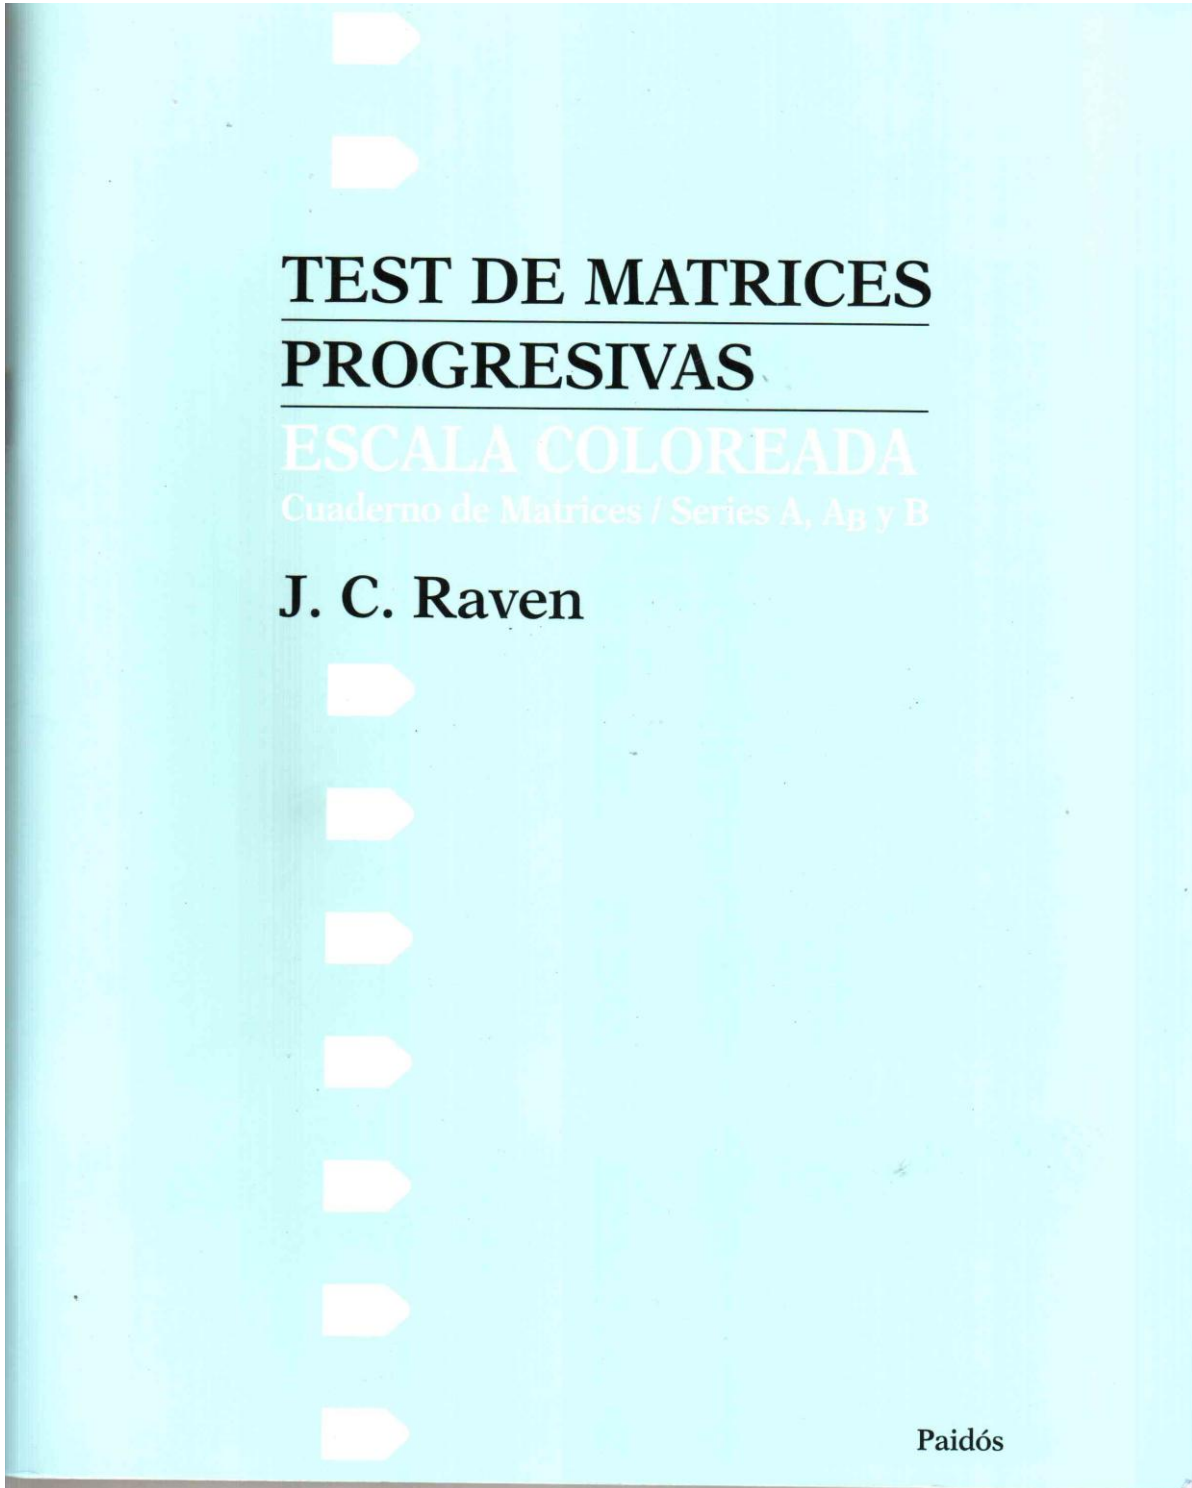 TEST DE MATRICES
PROGRESIVAS
ESCALA COLOREADA
Cuaderno de Matrices / Series A, AB y B
J. C. Raven
Paidós